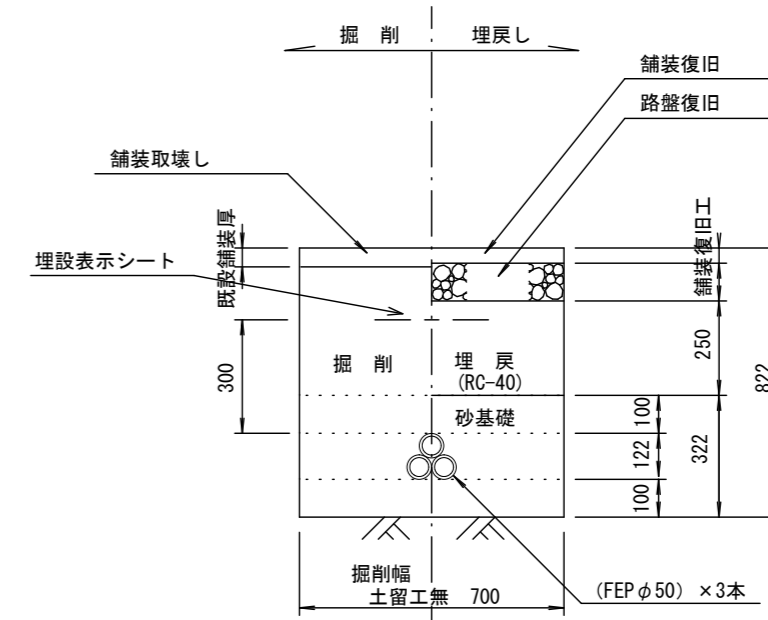 掘 削
埋戻し
舗装復旧
路盤復旧
舗装取壊し
既設舗装厚
舗装復旧工
埋設表示シート
300
掘 削
埋 戻
(RC-40)
砂基礎
250
822
100
122
322
100
掘削幅
土留工無 700
(FEPφ50) ×3本